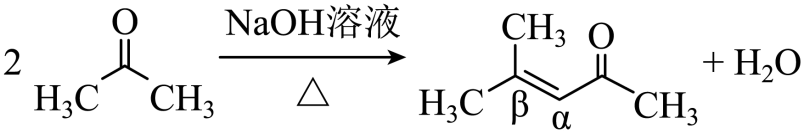 O NaOH溶液 CH₃ O
2 H₃C CH₃ △ H₃C β α CH₃ + H₂O